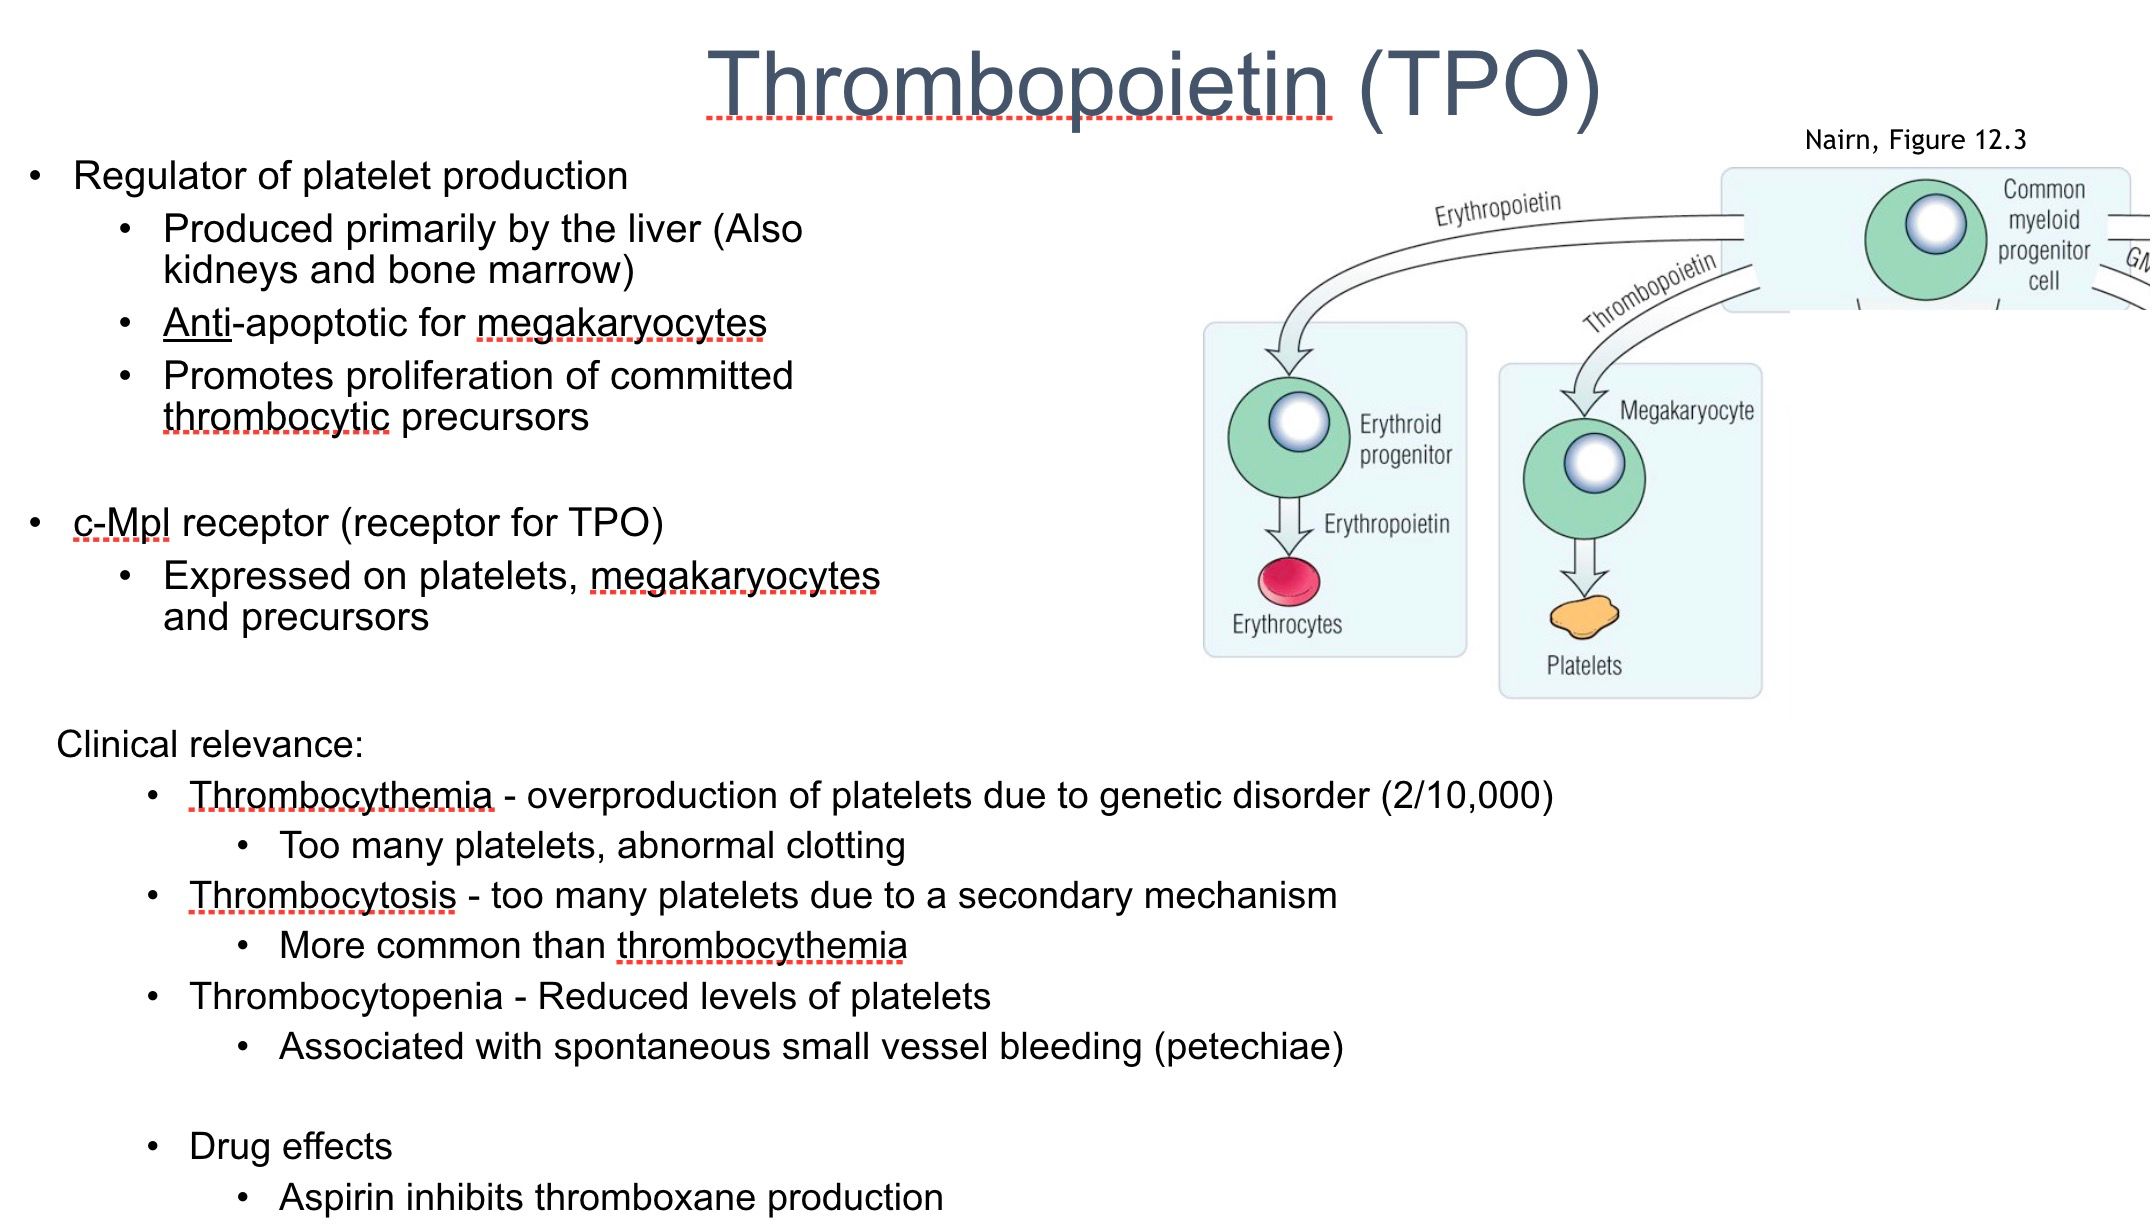 Thrombopoietin (TPO)
• Regulator of platelet production
• Produced primarily by the liver (Also
kidneys and bone marrow)
• Anti-apoptotic for megakaryocytes
• Promotes proliferation of committed
thrombocytic precursors
• c-Mpl receptor (receptor for TPO)
• Expressed on platelets, megakaryocytes
and precursors
Nairn, Figure 12.3
Common
myeloid
progenitor
cell
Erythropoietin
Thrombopoietin
Erythroid
progenitor
Erythropoietin
Erythrocytes
Megakaryocyte
Platelets
Clinical relevance:
• Thrombocythemia - overproduction of platelets due to genetic disorder (2/10,000)
• Too many platelets, abnormal clotting
• Thrombocytosis - too many platelets due to a secondary mechanism
• More common than thrombocythemia
• Thrombocytopenia - Reduced levels of platelets
• Associated with spontaneous small vessel bleeding (petechiae)
• Drug effects
• Aspirin inhibits thromboxane production